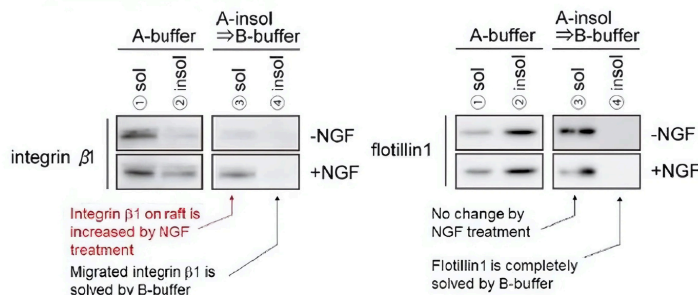 A-buffer
A-insol
⇒B-buffer
① sol
② insol
③ sol
④ insol
integrin β1
-NGF
+NGF
Integrin β1 on raft is
increased by NGF
treatment
Migrated integrin β1 is
solved by B-buffer
A-buffer
A-insol
⇒B-buffer
① sol
② insol
③ sol
④ insol
flotillin1
-NGF
+NGF
No change by
NGF treatment
Flotillin1 is completely
solved by B-buffer